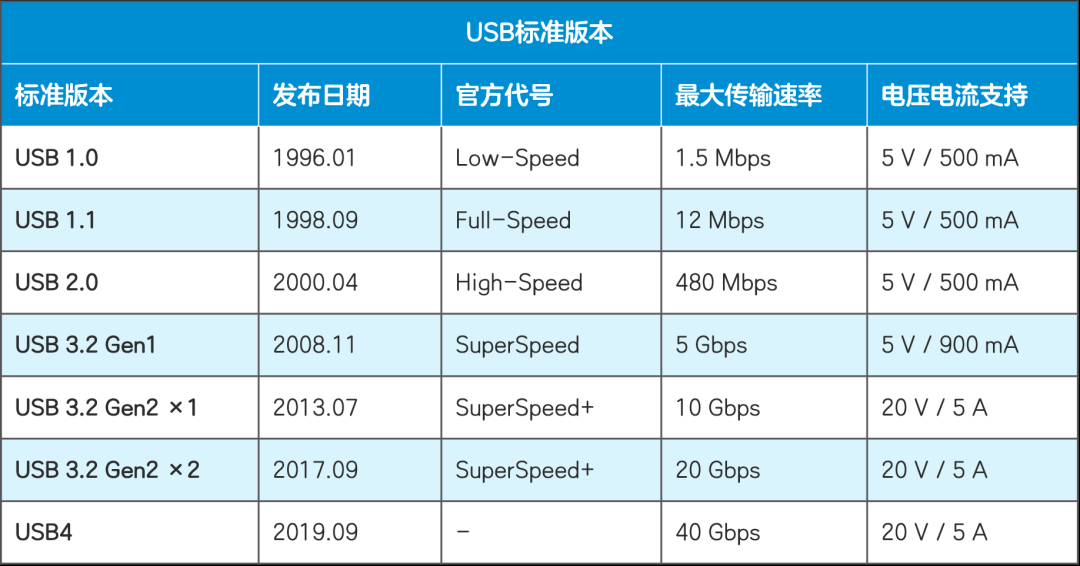 USB标准版本
标准版本 发布日期 官方代号 最大传输速率 电压电流支持
USB 1.0 1996.01 Low-Speed 1.5 Mbps 5 V / 500 mA
USB 1.1 1998.09 Full-Speed 12 Mbps 5 V / 500 mA
USB 2.0 2000.04 High-Speed 480 Mbps 5 V / 500 mA
USB 3.2 Gen1 2008.11 SuperSpeed 5 Gbps 5 V / 900 mA
USB 3.2 Gen2 ×1 2013.07 SuperSpeed+ 10 Gbps 20 V / 5 A
USB 3.2 Gen2 ×2 2017.09 SuperSpeed+ 20 Gbps 20 V / 5 A
USB4 2019.09 - 40 Gbps 20 V / 5 A